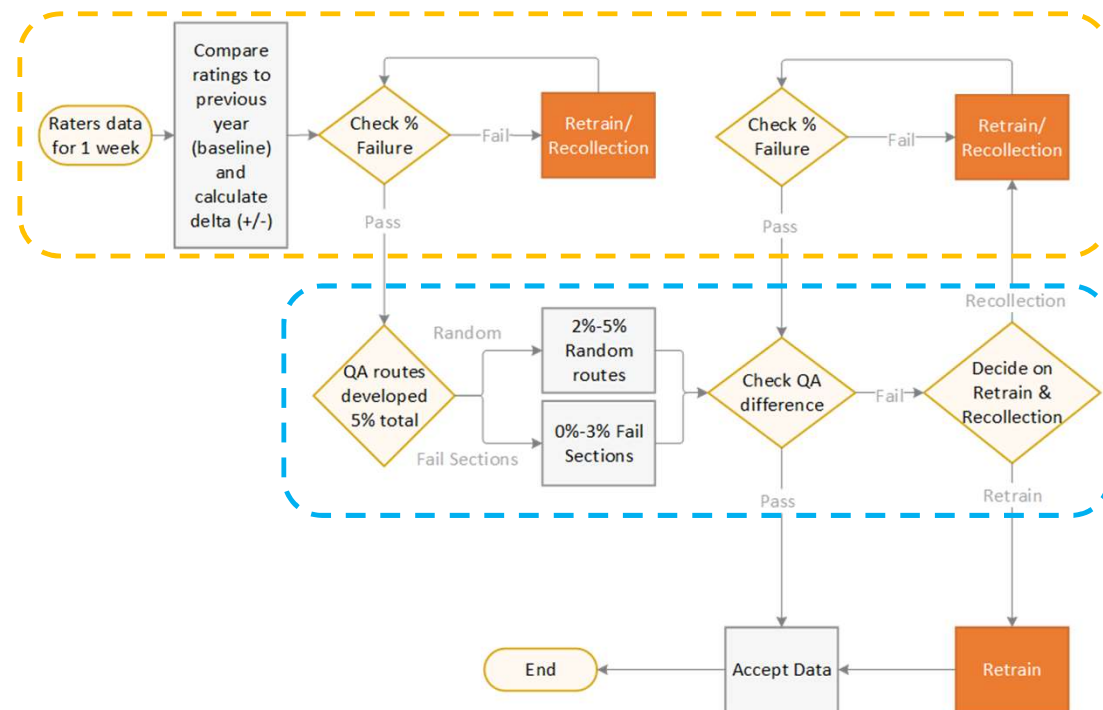 Raters data
for 1 week
Compare
ratings to
previous
year
(baseline)
and
calculate
delta (+/-)
Check %
Failure
Fail
Retrain/
Recollection
Pass
Check %
Failure
Fail
Retrain/
Recollection
Pass
Recollection
QA routes
developed
5% total
Random
Fail Sections
2%-5%
Random
routes
0%-3% Fail
Sections
Check QA
difference
Fail
Decide on
Retrain &
Recollection
Pass
Retrain
End
Accept Data
Retrain